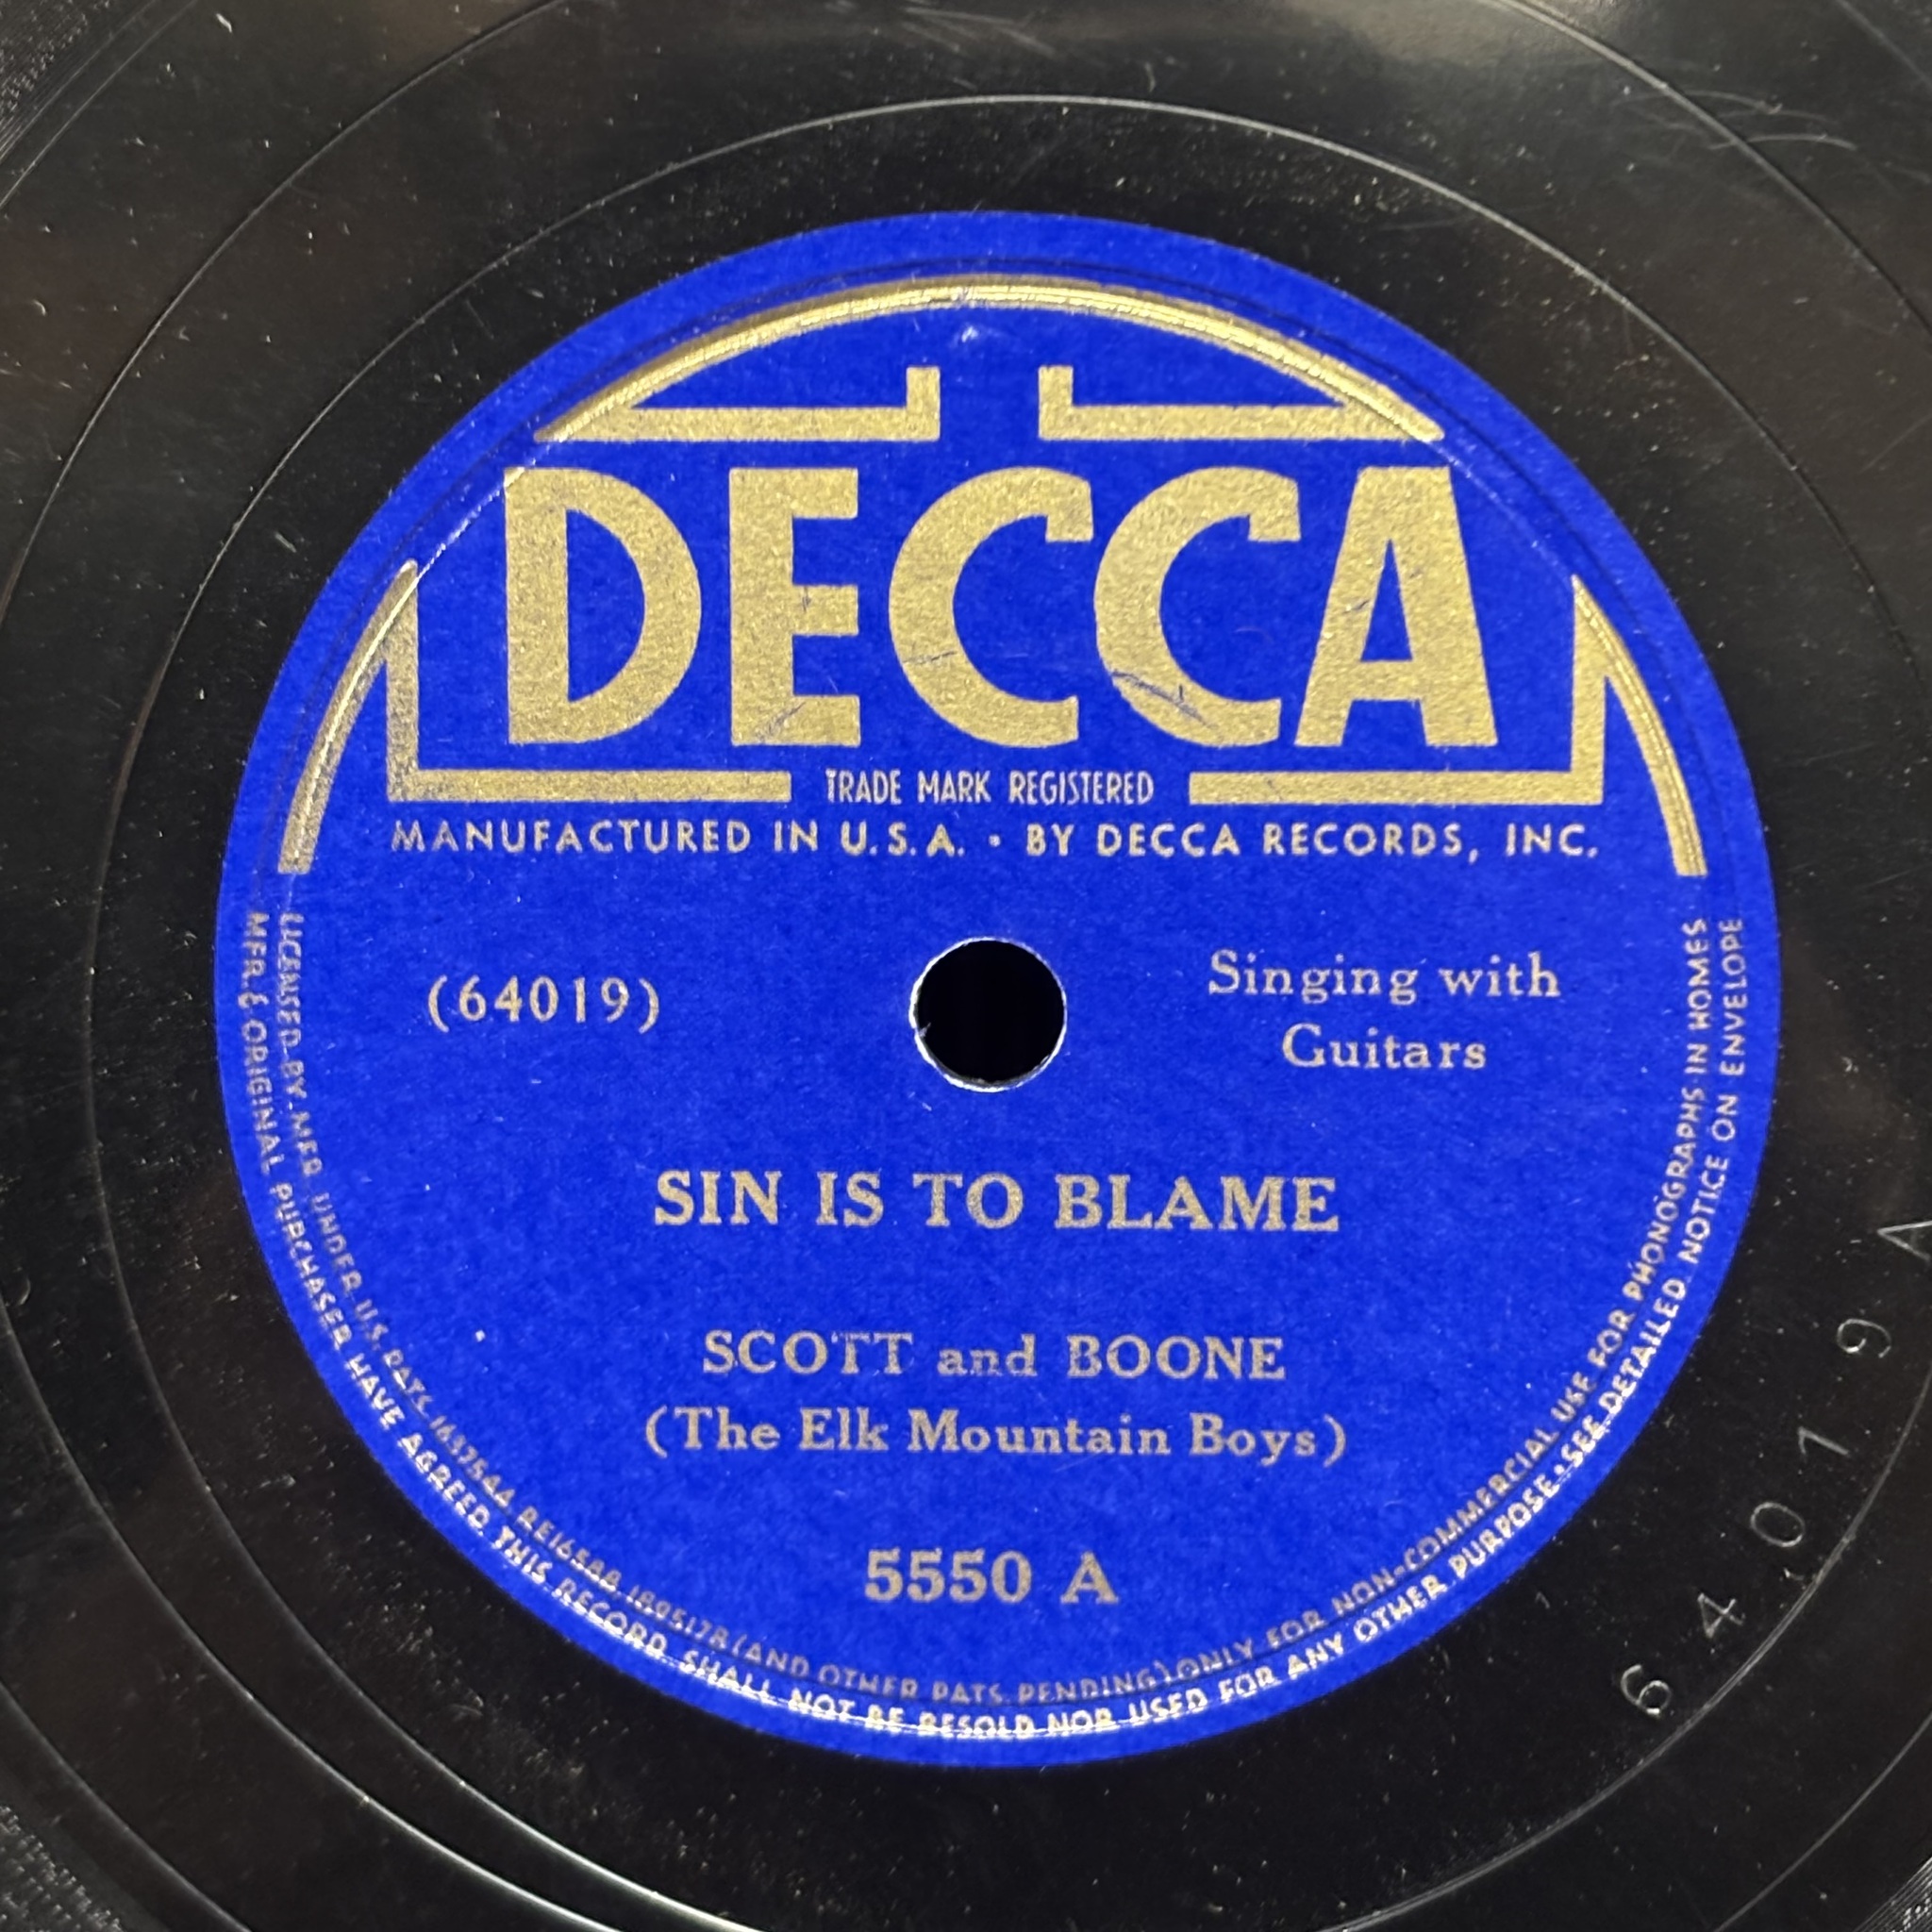 DECCA
TRADE MARK REGISTERED
MANUFACTURED IN U.S.A. · BY DECCA RECORDS, INC.
(64019)
Singing with
Guitars
SIN IS TO BLAME
SCOTT and BOONE
(The Elk Mountain Boys)
5550 A
LICENSED BY MFR. UNDER U.S. PATS. 1637544 RE16588 1895178 (AND OTHER PATS. PENDING) ONLY FOR NON-COMMERCIAL USE FOR PHONOGRAPHS IN HOMES
MFR. & ORIGINAL PURCHASER HAVE AGREED THIS RECORD SHALL NOT BE RESOLD NOR USED FOR ANY OTHER PURPOSE · SEE DETAILED NOTICE ON ENVELOPE
64019 A